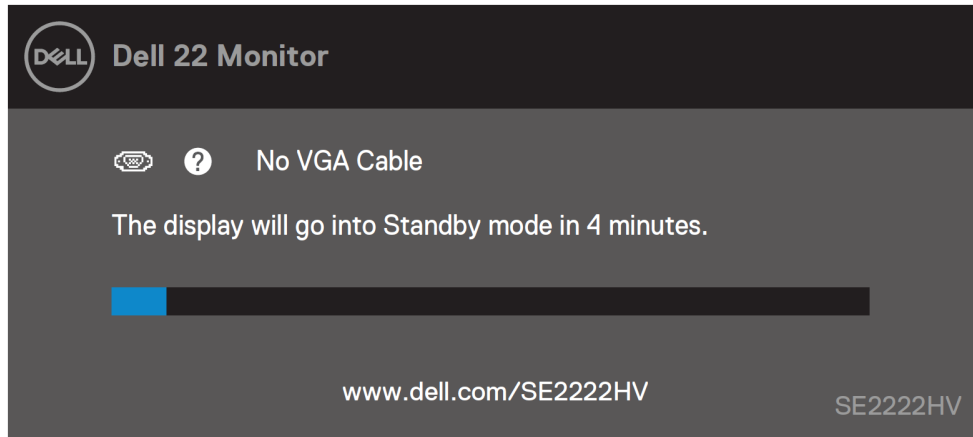 DELL Dell 22 Monitor
? No VGA Cable
The display will go into Standby mode in 4 minutes.
www.dell.com/SE2222HV
SE2222HV